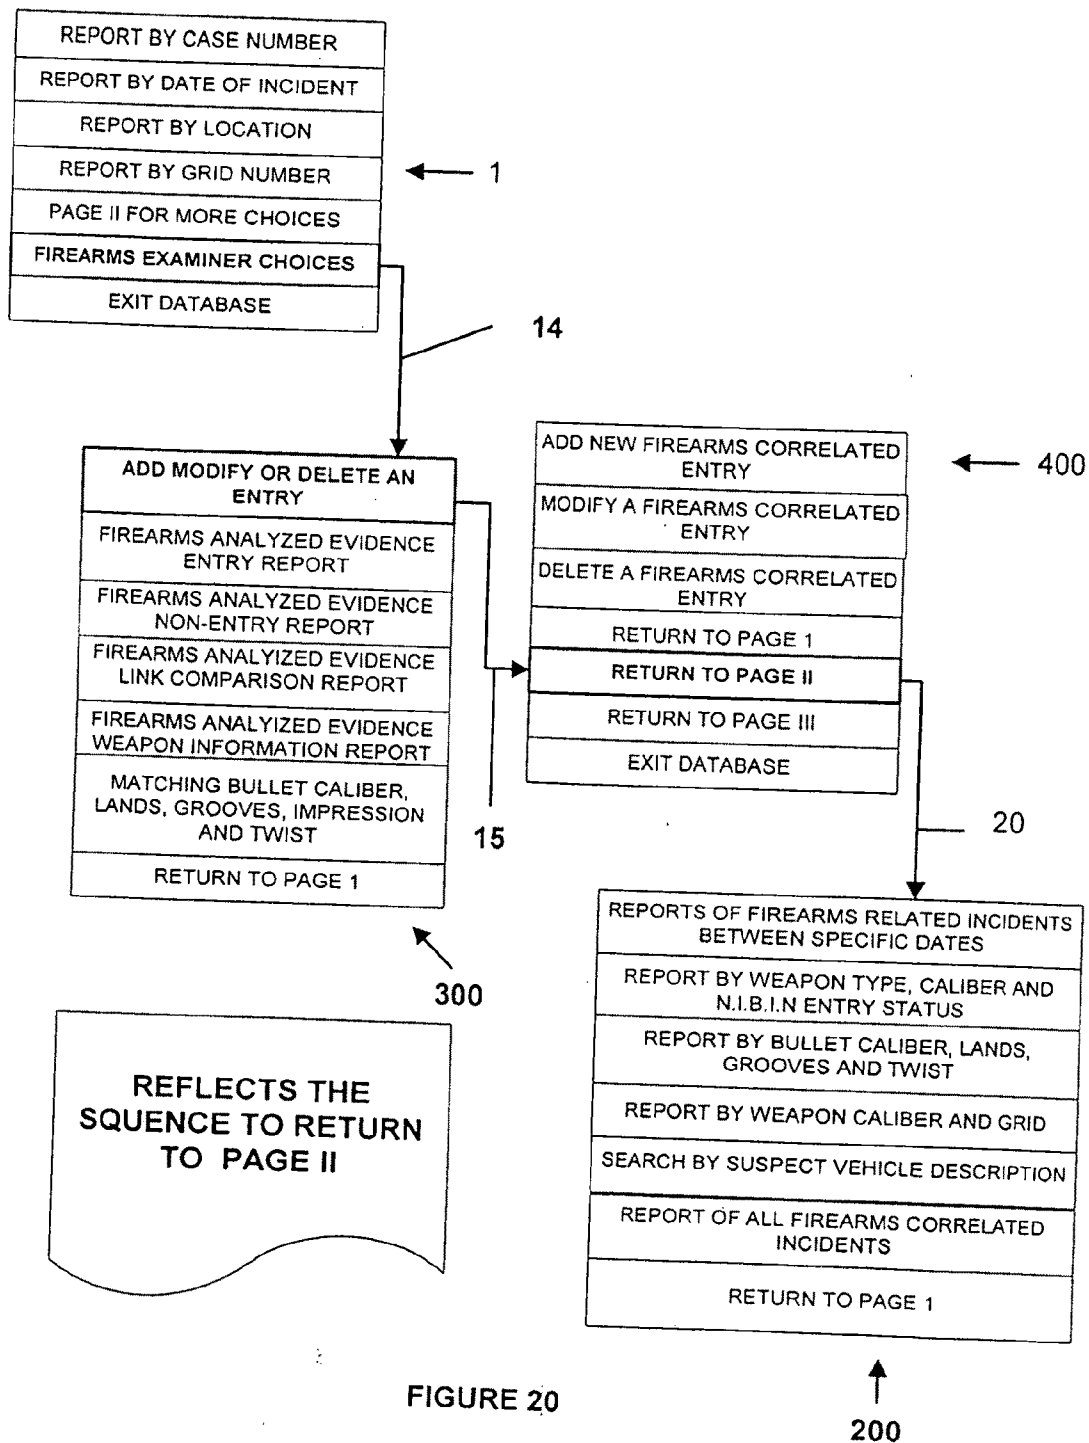 REPORT BY CASE NUMBER
REPORT BY DATE OF INCIDENT
REPORT BY LOCATION
REPORT BY GRID NUMBER
1
PAGE II FOR MORE CHOICES
FIREARMS EXAMINER CHOICES
EXIT DATABASE
14
ADD MODIFY OR DELETE AN
ENTRY
FIREARMS ANALYZED EVIDENCE
ENTRY REPORT
FIREARMS ANALYZED EVIDENCE
NON-ENTRY REPORT
FIREARMS ANALYIZED EVIDENCE
LINK COMPARISON REPORT
FIREARMS ANALYIZED EVIDENCE
WEAPON INFORMATION REPORT
MATCHING BULLET CALIBER,
LANDS, GROOVES, IMPRESSION
AND TWIST
RETURN TO PAGE 1
300
15
ADD NEW FIREARMS CORRELATED
ENTRY
400
MODIFY A FIREARMS CORRELATED
ENTRY
DELETE A FIREARMS CORRELATED
ENTRY
RETURN TO PAGE 1
RETURN TO PAGE II
RETURN TO PAGE III
EXIT DATABASE
20
REPORTS OF FIREARMS RELATED INCIDENTS
BETWEEN SPECIFIC DATES
REPORT BY WEAPON TYPE, CALIBER AND
N.I.B.I.N ENTRY STATUS
REPORT BY BULLET CALIBER, LANDS,
GROOVES AND TWIST
REPORT BY WEAPON CALIBER AND GRID
SEARCH BY SUSPECT VEHICLE DESCRIPTION
REPORT OF ALL FIREARMS CORRELATED
INCIDENTS
RETURN TO PAGE 1
200
REFLECTS THE
SQUENCE TO RETURN
TO PAGE II
FIGURE 20